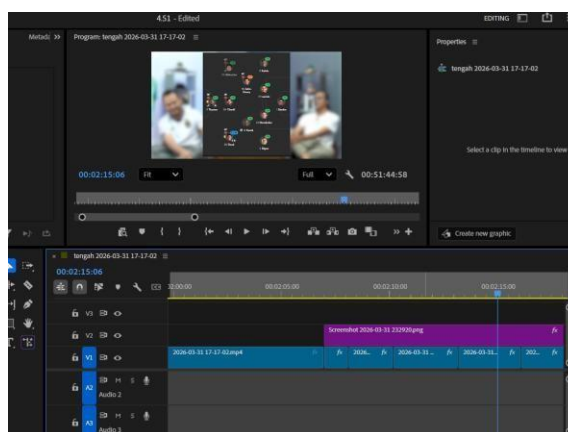 4.51 - Edited
EDITING
Metadc
Program: tengah 2026-03-31 17-17-02
Properties
tengah 2026-03-31 17-17-02
Select a clip in the timeline to view
00:02:15:06
Fit
Full
00:51:44:58
Create new graphic
tengah 2026-03-31 17-17-02
00:02:15:06
2:00:00
00:02:05:00
00:02:10:00
00:02:15:00
V3
V2
Screenshot 2026-03-31 232920.png
fx
V1
2026-03-31 17-17-02.mp4
fx
fx
2026...
fx
2026-03-31 ...
fx
2026-03-31...
fx
202...
fx
A2
M
S
Audio 2
A3
M
S
Audio 3